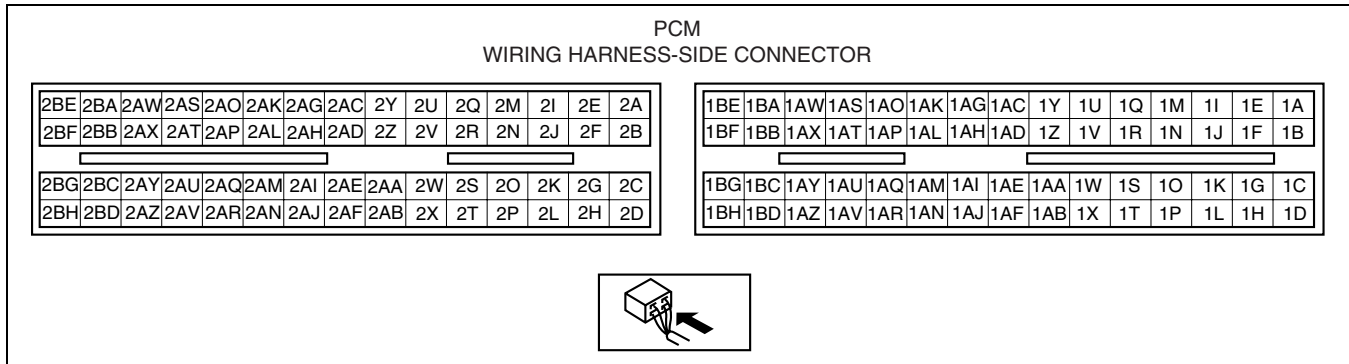 PCM
WIRING HARNESS-SIDE CONNECTOR
2BE 2BA 2AW 2AS 2AO 2AK 2AG 2AC 2Y 2U 2Q 2M 2I 2E 2A
2BF 2BB 2AX 2AT 2AP 2AL 2AH 2AD 2Z 2V 2R 2N 2J 2F 2B
2BG 2BC 2AY 2AU 2AQ 2AM 2AI 2AE 2AA 2W 2S 2O 2K 2G 2C
2BH 2BD 2AZ 2AV 2AR 2AN 2AJ 2AF 2AB 2X 2T 2P 2L 2H 2D
1BE 1BA 1AW 1AS 1AO 1AK 1AG 1AC 1Y 1U 1Q 1M 1I 1E 1A
1BF 1BB 1AX 1AT 1AP 1AL 1AH 1AD 1Z 1V 1R 1N 1J 1F 1B
1BG 1BC 1AY 1AU 1AQ 1AM 1AI 1AE 1AA 1W 1S 1O 1K 1G 1C
1BH 1BD 1AZ 1AV 1AR 1AN 1AJ 1AF 1AB 1X 1T 1P 1L 1H 1D